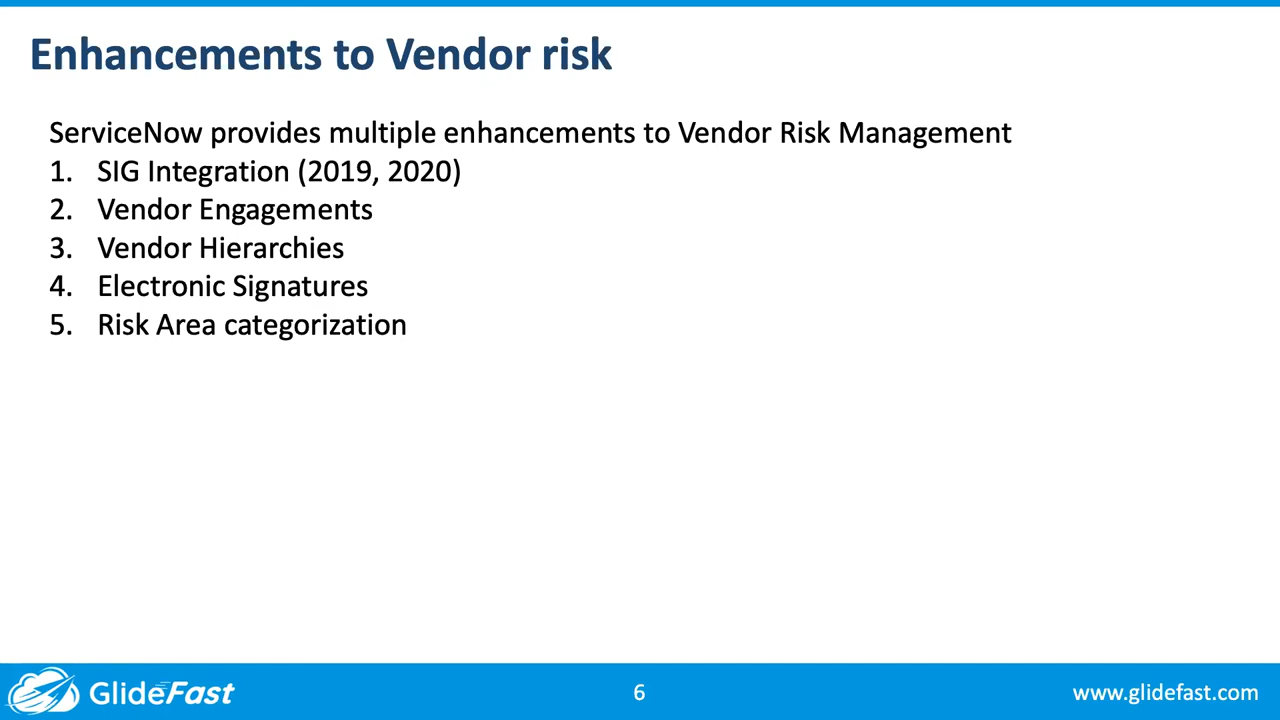 Enhancements to Vendor risk
ServiceNow provides multiple enhancements to Vendor Risk Management
1. SIG Integration (2019, 2020)
2. Vendor Engagements
3. Vendor Hierarchies
4. Electronic Signatures
5. Risk Area categorization
GlideFast
6
www.glidefast.com